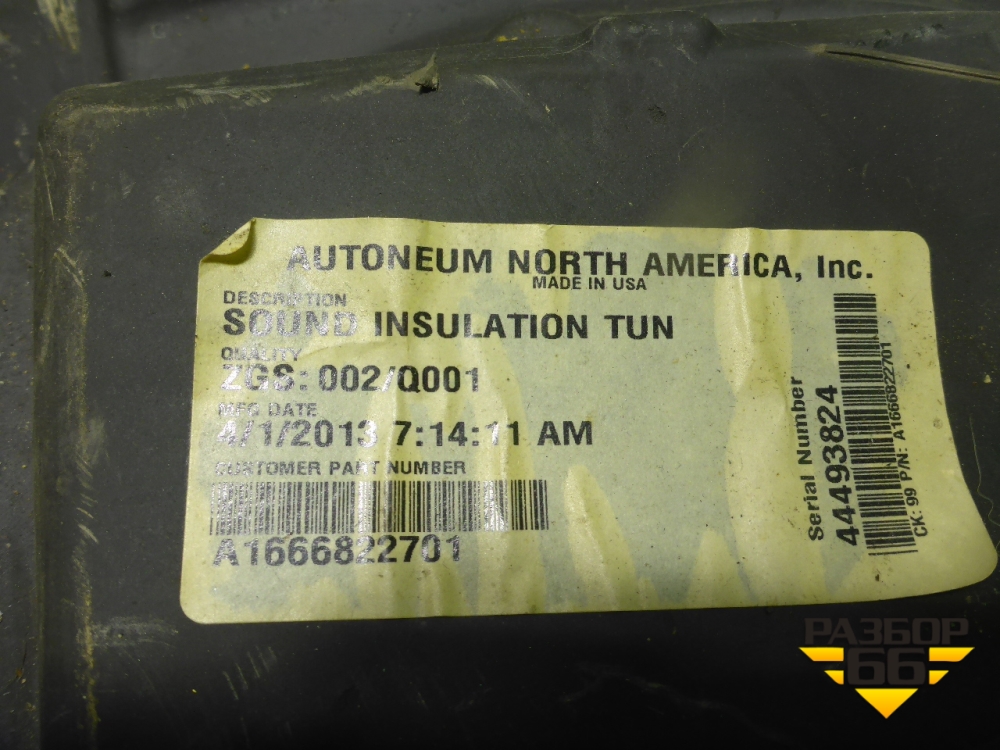 AUTONEUM NORTH AMERICA, Inc.
MADE IN USA
DESCRIPTION
SOUND INSULATION TUN
QUALITY
ZGS: 002/Q001
MFG DATE
4/1/2013 7:14:11 AM
CUSTOMER PART NUMBER
A1666822701
Serial Number
44493824
CK: 99 P/N: A1666822701
РАЗБОР
66